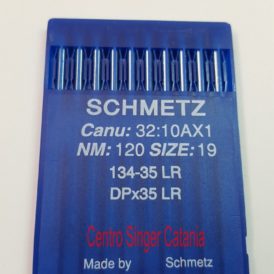 SCHMETZ
Canu: 32:10AX1
NM: 120 SIZE: 19
134-35 LR
DPx35 LR
Centro Singer Catania
Made by Schmetz